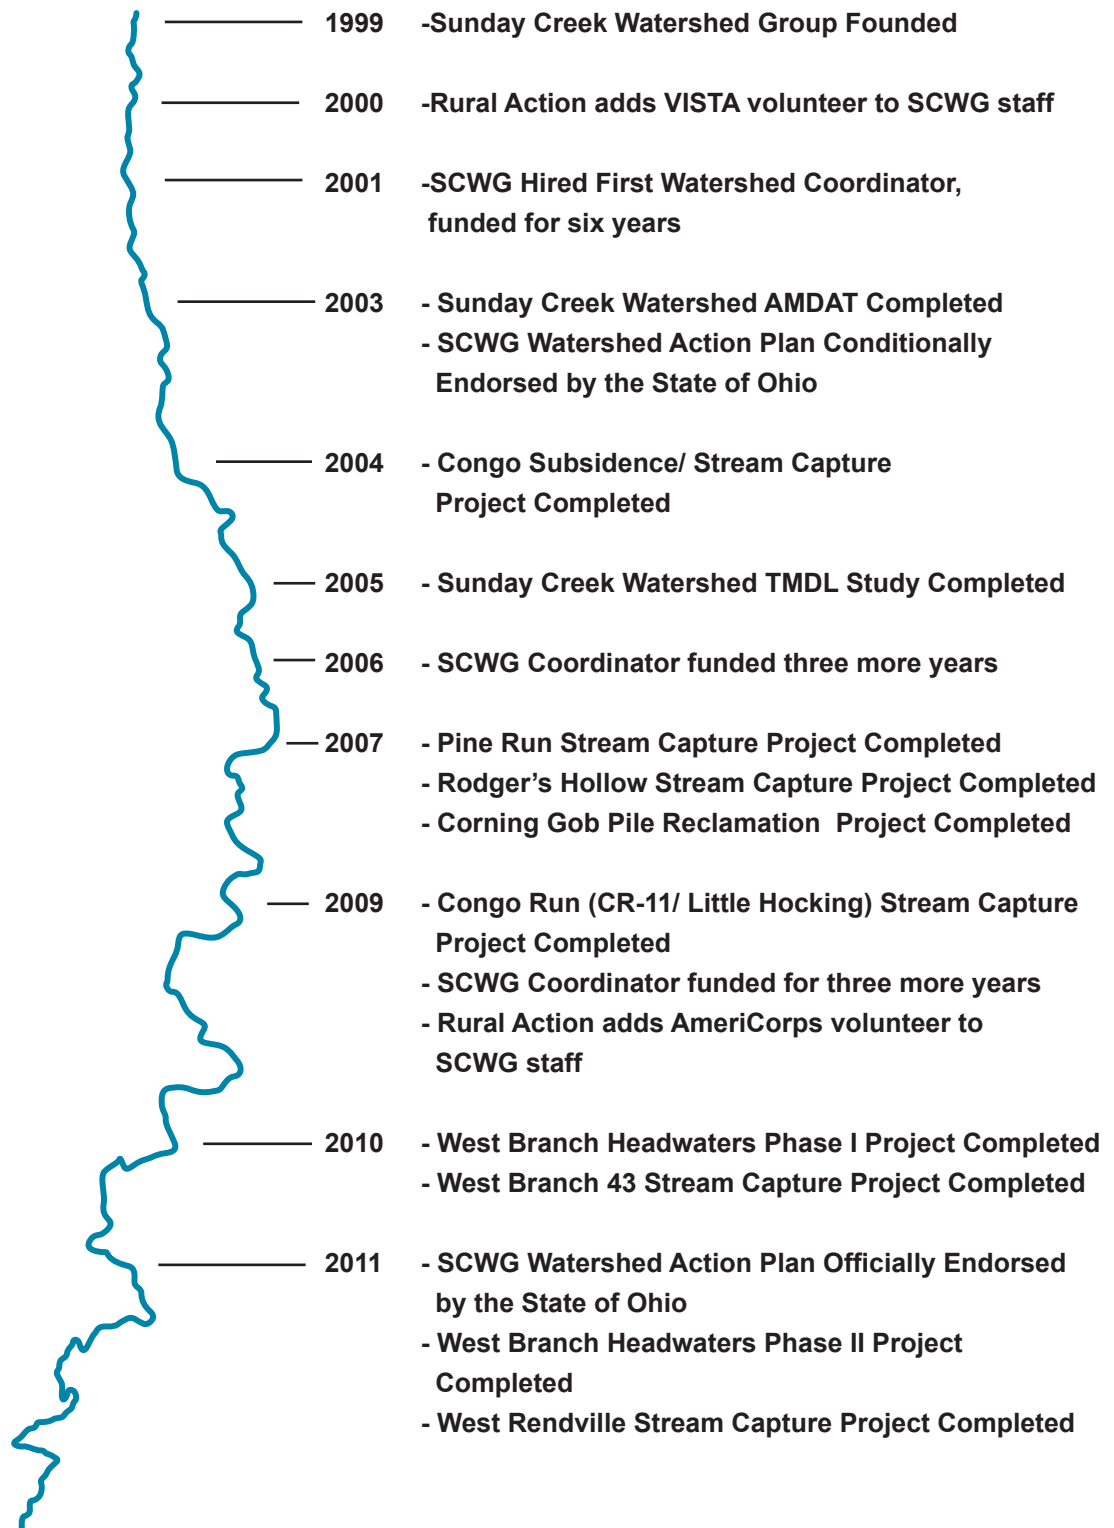 1999 -Sunday Creek Watershed Group Founded
2000 -Rural Action adds VISTA volunteer to SCWG staff
2001 -SCWG Hired First Watershed Coordinator,
funded for six years
2003 - Sunday Creek Watershed AMDAT Completed
- SCWG Watershed Action Plan Conditionally
Endorsed by the State of Ohio
2004 - Congo Subsidence/ Stream Capture
Project Completed
2005 - Sunday Creek Watershed TMDL Study Completed
2006 - SCWG Coordinator funded three more years
2007 - Pine Run Stream Capture Project Completed
- Rodger’s Hollow Stream Capture Project Completed
- Corning Gob Pile Reclamation  Project Completed
2009 - Congo Run (CR-11/ Little Hocking) Stream Capture
Project Completed
- SCWG Coordinator funded for three more years
- Rural Action adds AmeriCorps volunteer to
SCWG staff
2010 - West Branch Headwaters Phase I Project Completed
- West Branch 43 Stream Capture Project Completed
2011 - SCWG Watershed Action Plan Officially Endorsed
by the State of Ohio
- West Branch Headwaters Phase II Project
Completed
- West Rendville Stream Capture Project Completed